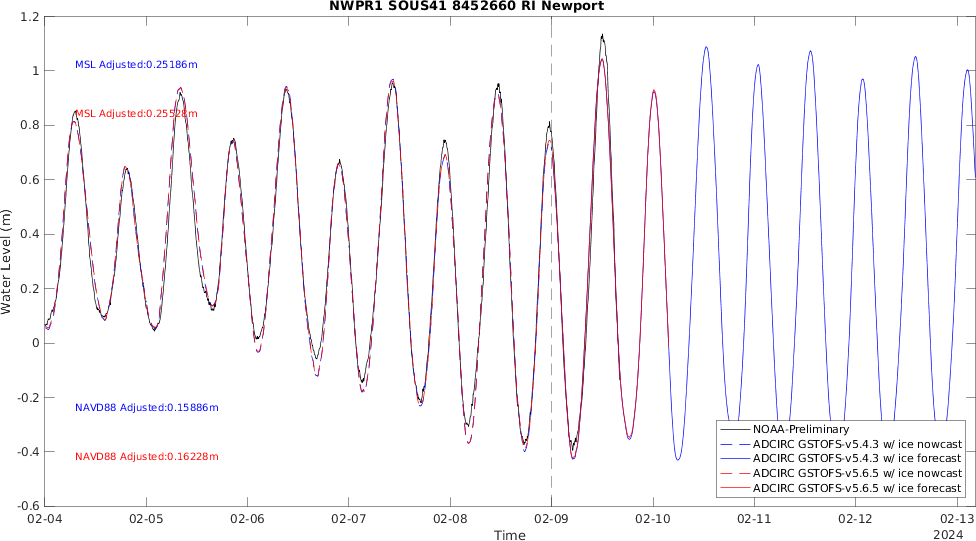 NWPR1 SOUS41 8452660 RI Newport
1.2
1
0.8
0.6
0.4
0.2
0
-0.2
-0.4
-0.6
Water Level (m)
MSL Adjusted:0.25186m
MSL Adjusted:0.25528m
NAVD88 Adjusted:0.15886m
NAVD88 Adjusted:0.16228m
NOAA-Preliminary
ADCIRC GSTOFS-v5.4.3 w/ ice nowcast
ADCIRC GSTOFS-v5.4.3 w/ ice forecast
ADCIRC GSTOFS-v5.6.5 w/ ice nowcast
ADCIRC GSTOFS-v5.6.5 w/ ice forecast
02-04 02-05 02-06 02-07 02-08 02-09 02-10 02-11 02-12 02-13
Time 2024